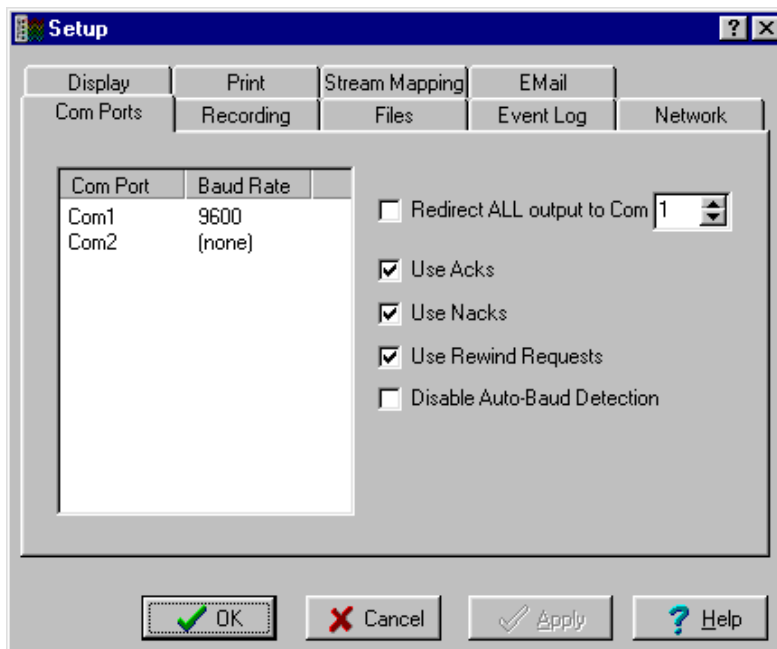 Setup
Display Print Stream Mapping EMail
Com Ports Recording Files Event Log Network
Com Port Baud Rate
Com1 9600
Com2 (none)
Redirect ALL output to Com 1
Use Acks
Use Nacks
Use Rewind Requests
Disable Auto-Baud Detection
OK Cancel Apply Help